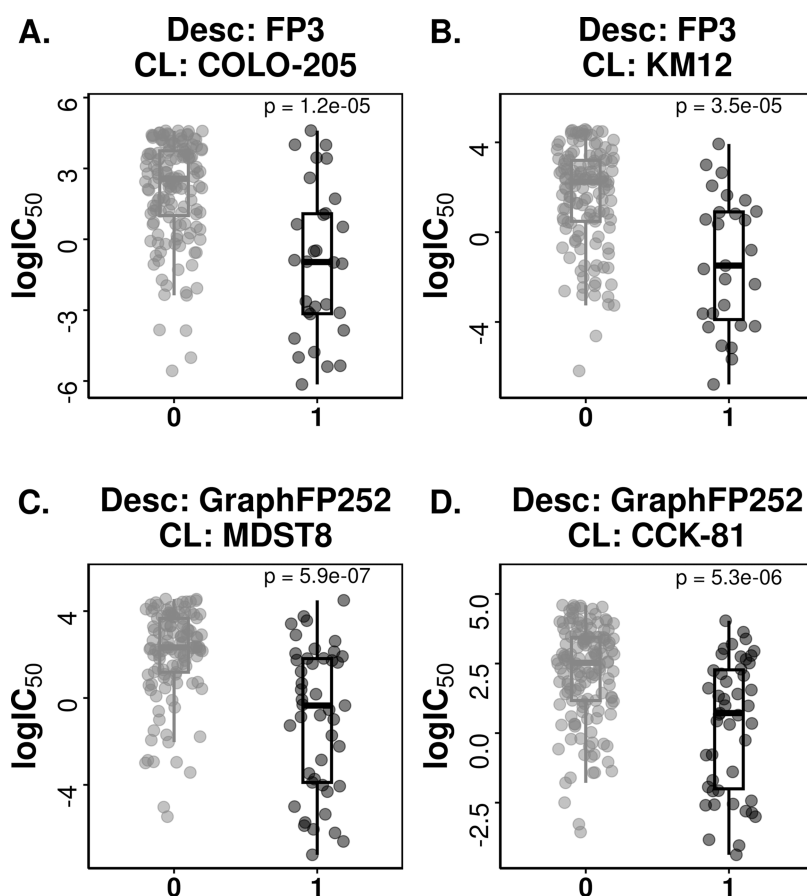 A.
Desc: FP3
CL: COLO-205
p = 1.2e-05
logIC50
6
3
0
-3
-6
0
1
B.
Desc: FP3
CL: KM12
p = 3.5e-05
logIC50
4
0
-4
0
1
C.
Desc: GraphFP252
CL: MDST8
p = 5.9e-07
logIC50
4
0
-4
0
1
D.
Desc: GraphFP252
CL: CCK-81
p = 5.3e-06
logIC50
5.0
2.5
0.0
-2.5
0
1